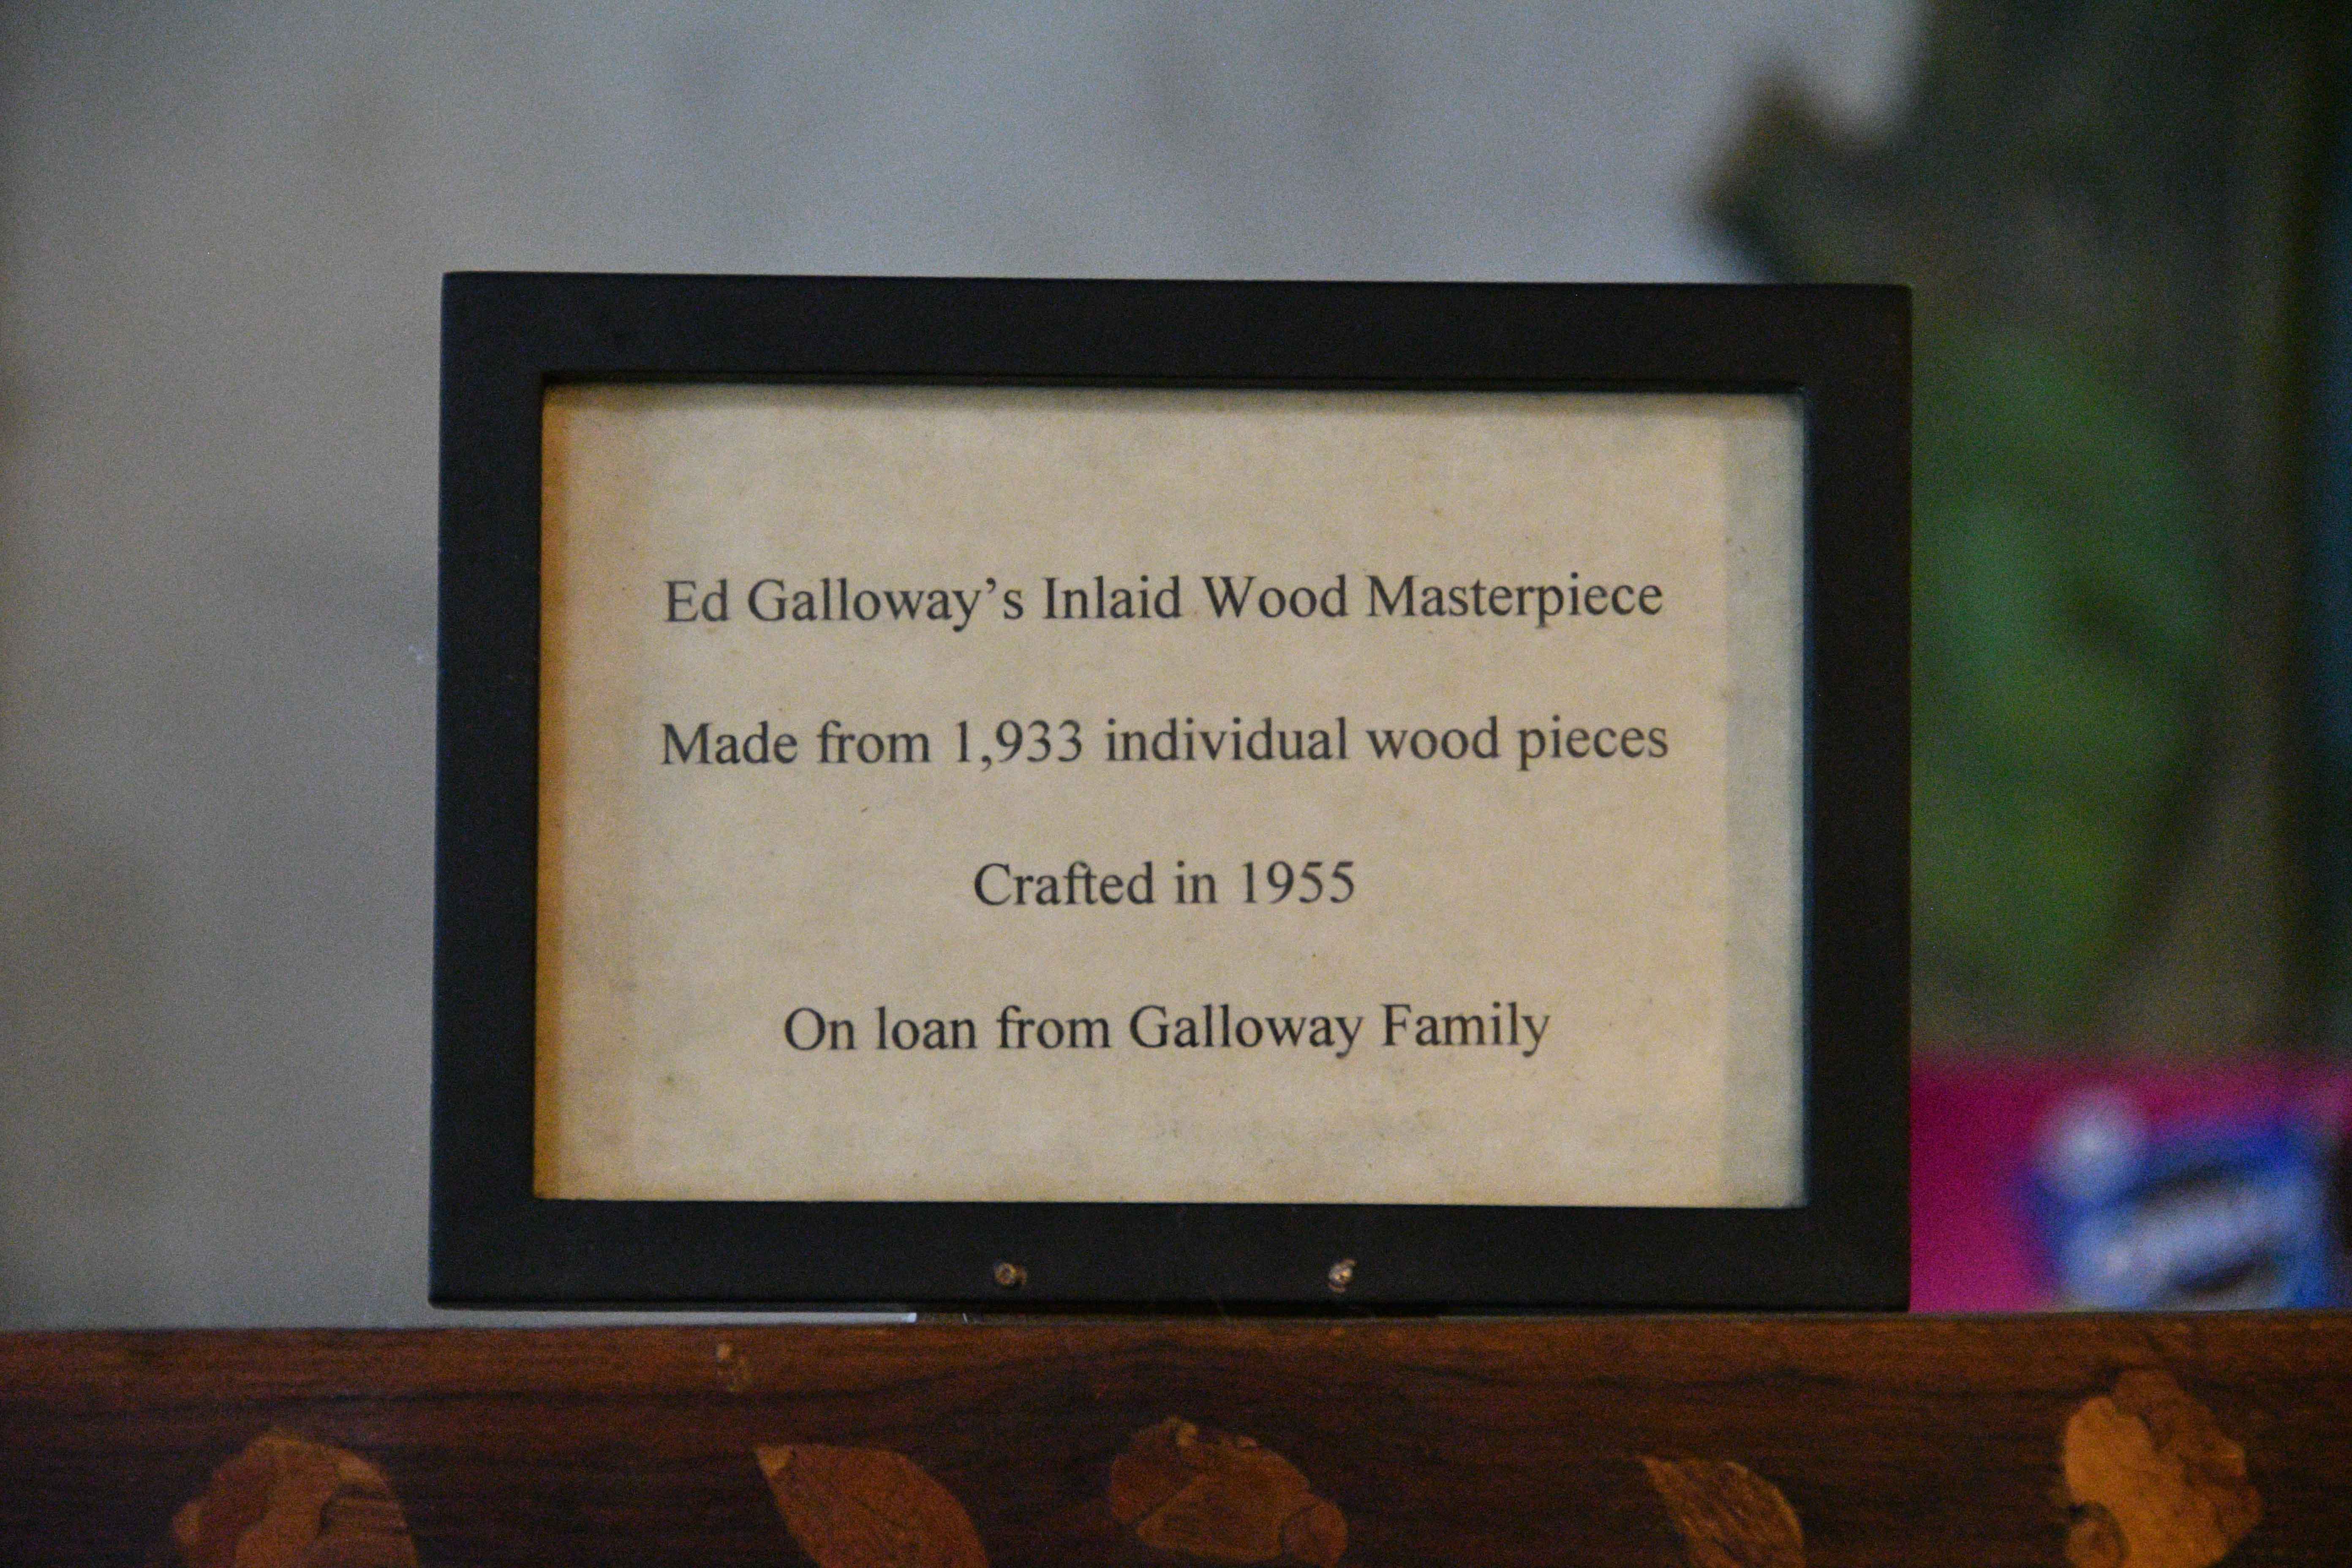 Ed Galloway’s Inlaid Wood Masterpiece
Made from 1,933 individual wood pieces
Crafted in 1955
On loan from Galloway Family